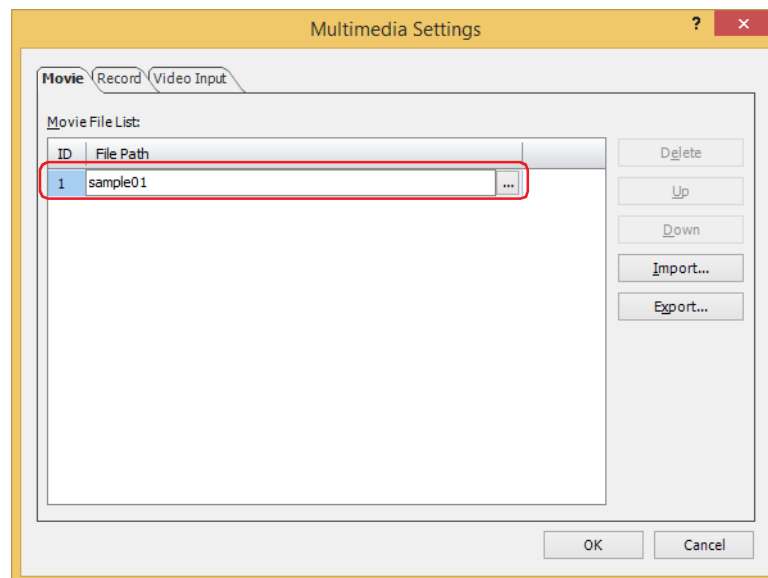 Multimedia Settings ? ×
Movie Record Video Input
Movie File List:
ID File Path
1 sample01 ...
Delete
Up
Down
Import...
Export...
OK Cancel